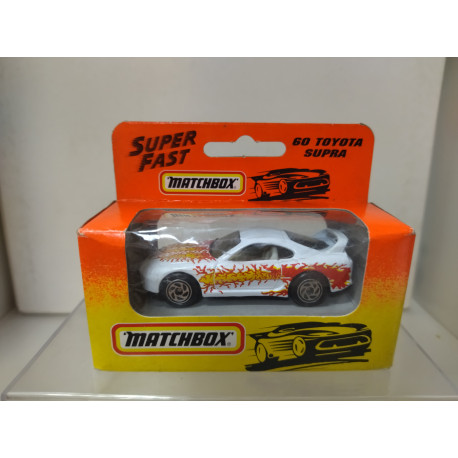 SUPER
FAST
60 TOYOTA
SUPRA
MATCHBOX
MATCHBOX